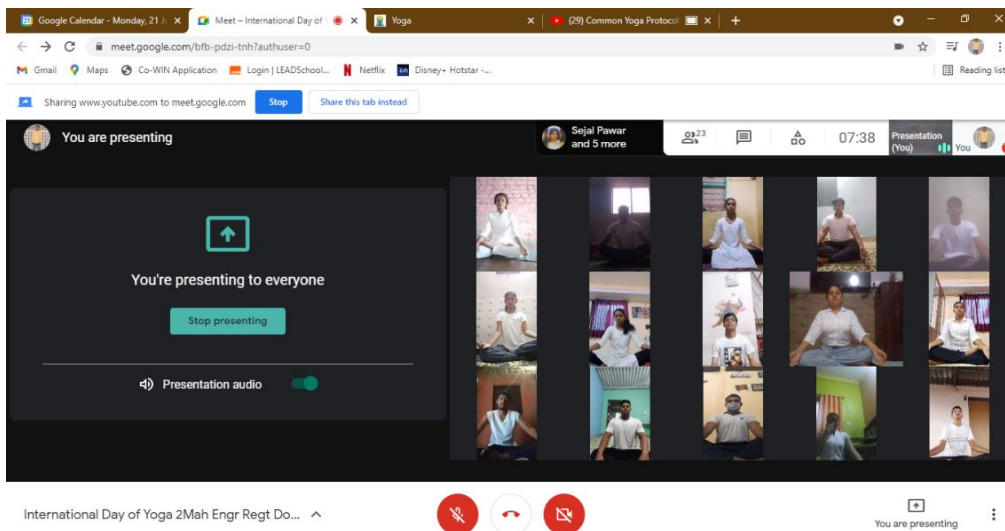 Google Calendar - Monday, 21 J
Meet – International Day of Y
Yoga
(29) Common Yoga Protocol
meet.google.com/bfb-pdzi-tnh?authuser=0
Gmail
Maps
Co-WIN Application
Login | LEADSchool...
Netflix
Disney+ Hotstar -...
Reading list
Sharing www.youtube.com to meet.google.com
Stop
Share this tab instead
You are presenting
Sejal Pawar
and 5 more
23
07:38
Presentation
(You)
You
You're presenting to everyone
Stop presenting
Presentation audio
International Day of Yoga 2Mah Engr Regt Do...
You are presenting